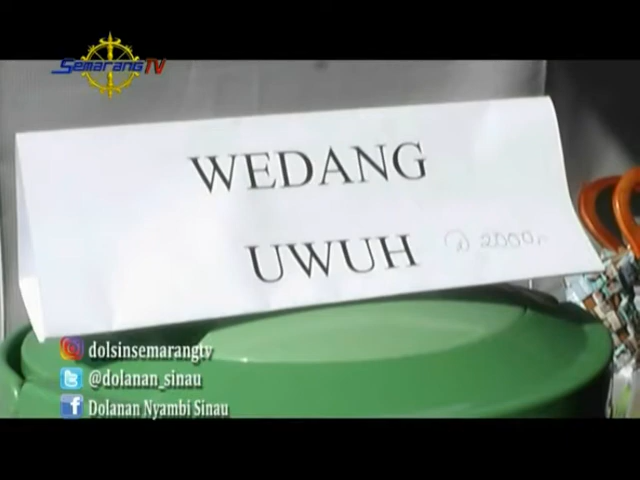 SemarangTV
WEDANG
UWUH @ 2000,-
dolsinsemarangtv
@dolanan_sinau
Dolanan Nyambi Sinau